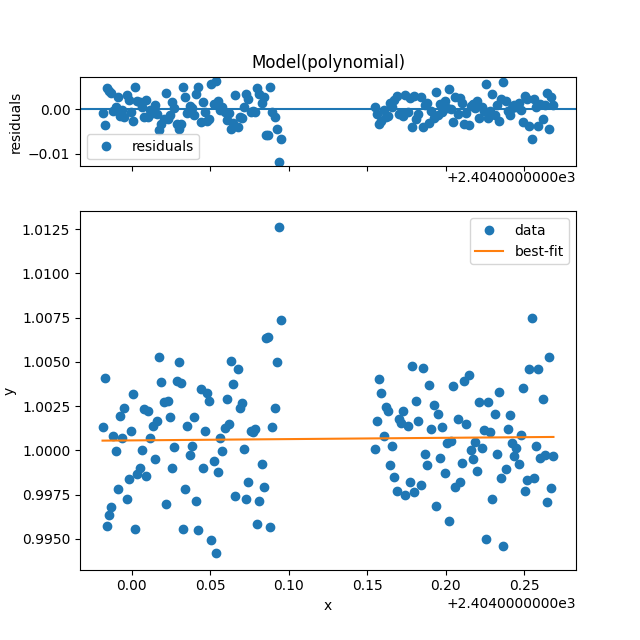 Model(polynomial)
0.00
−0.01
residuals
residuals
+2.4040000000e3
1.0125
1.0100
1.0075
1.0050
1.0025
1.0000
0.9975
0.9950
y
data
best-fit
0.00 0.05 0.10 0.15 0.20 0.25
x
+2.4040000000e3